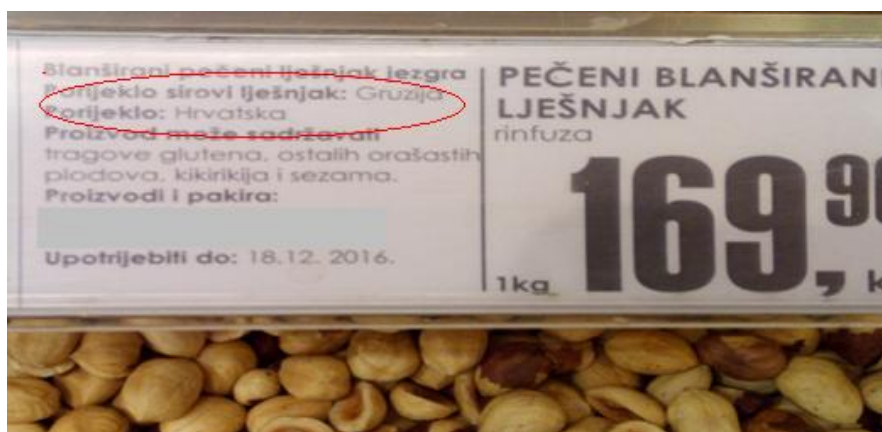 Blanširani pečeni lješnjak jezgra
Porijeklo sirovi lješnjak: Gruzija
Porijeklo: Hrvatska
Proizvod može sadržavati
tragove glutena, ostalih orašastih
plodova, kikirikija i sezama.
Proizvodi i pakira:
Upotrijebiti do: 18.12. 2016.
PEČENI BLANŠIRANI
LJEŠNJAK
rinfuza
1kg 169,90 k